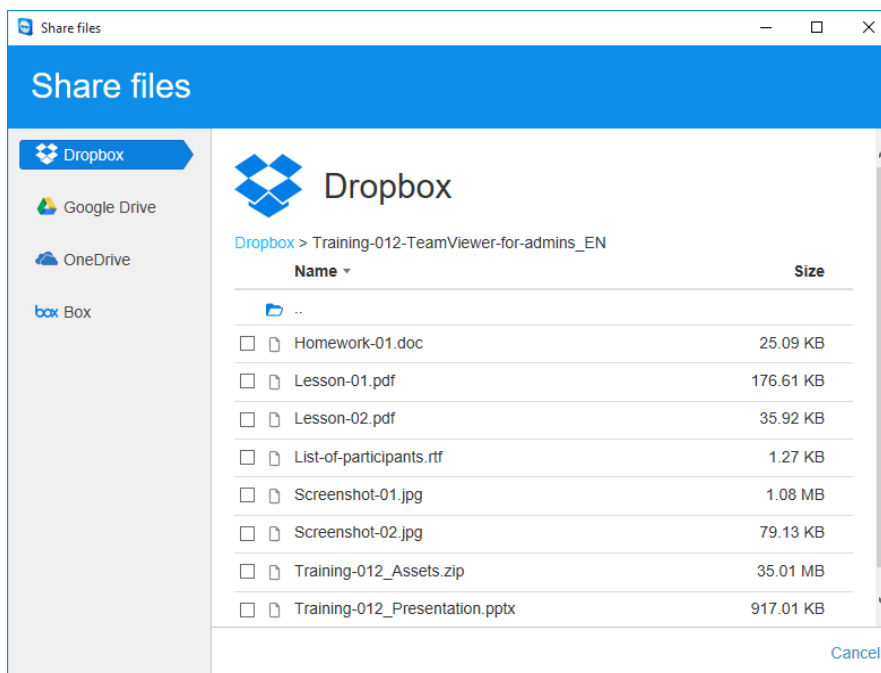 Share files
Share files
Dropbox
Google Drive
OneDrive
box Box
Dropbox
Dropbox > Training-012-TeamViewer-for-admins_EN
Name Size
..
Homework-01.doc 25.09 KB
Lesson-01.pdf 176.61 KB
Lesson-02.pdf 35.92 KB
List-of-participants.rtf 1.27 KB
Screenshot-01.jpg 1.08 MB
Screenshot-02.jpg 79.13 KB
Training-012_Assets.zip 35.01 MB
Training-012_Presentation.pptx 917.01 KB
Cancel